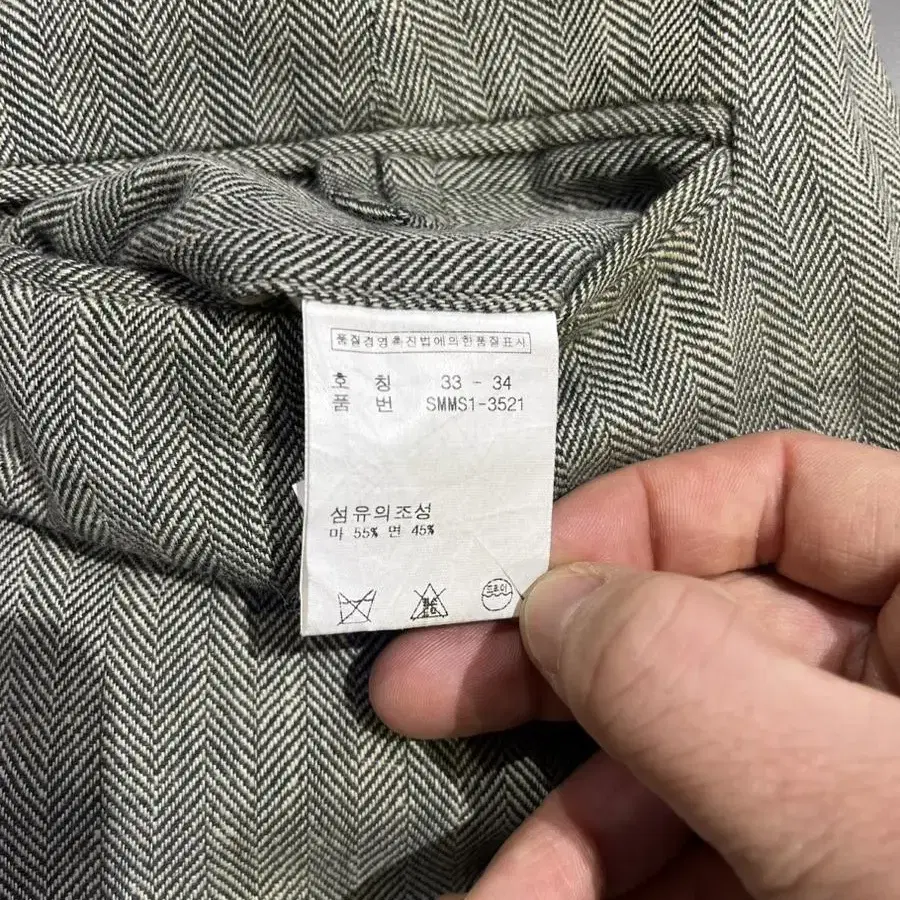 품질경영촉진법에의한품질표시
호 칭 33 - 34
품 번 SMMS1-3521
섬유의조성
마 55% 면 45%
드라이